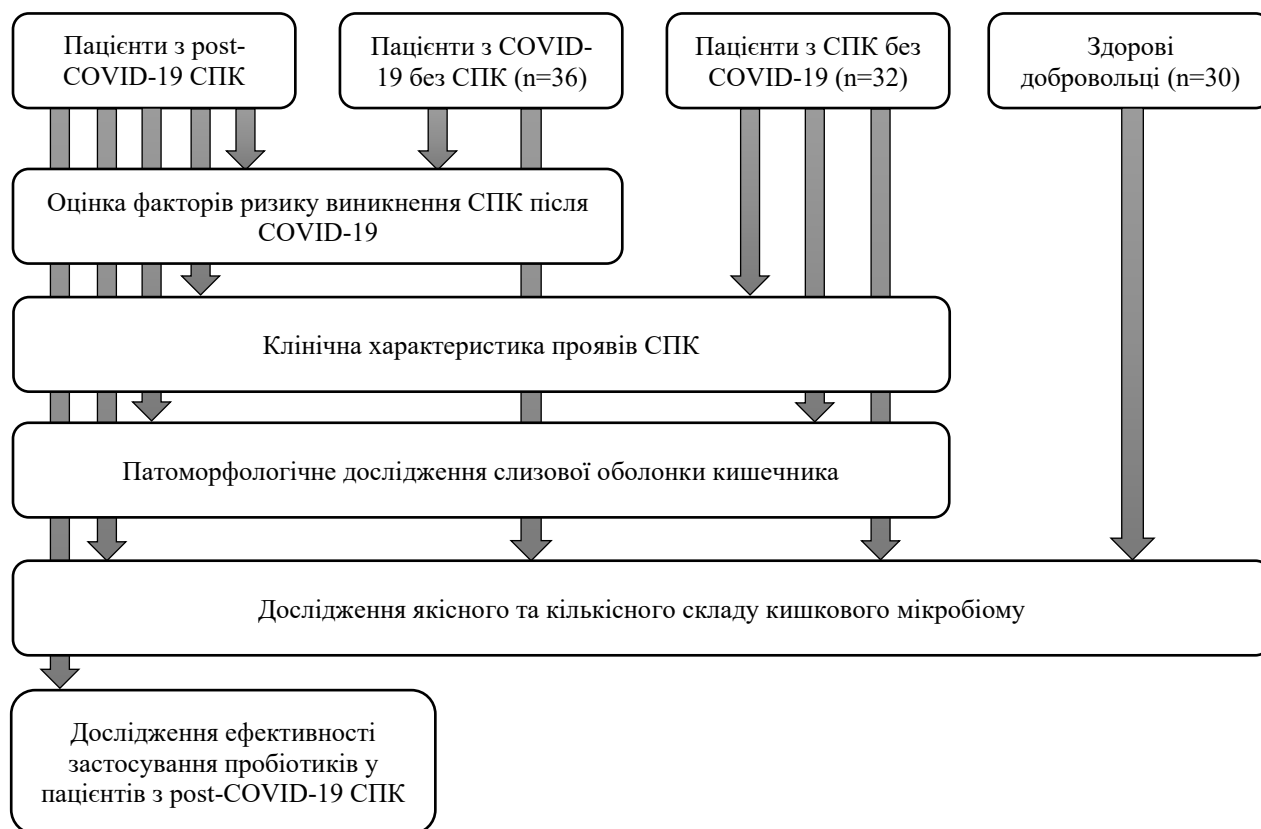 Пацієнти з post-
COVID-19 СПК
Пацієнти з COVID-
19 без СПК (n=36)
Пацієнти з СПК без
COVID-19 (n=32)
Здорові
добровольці (n=30)
Оцінка факторів ризику виникнення СПК після
COVID-19
Клінічна характеристика проявів СПК
Патоморфологічне дослідження слизової оболонки кишечника
Дослідження якісного та кількісного складу кишкового мікробіому
Дослідження ефективності
застосування пробіотиків у
пацієнтів з post-COVID-19 СПК